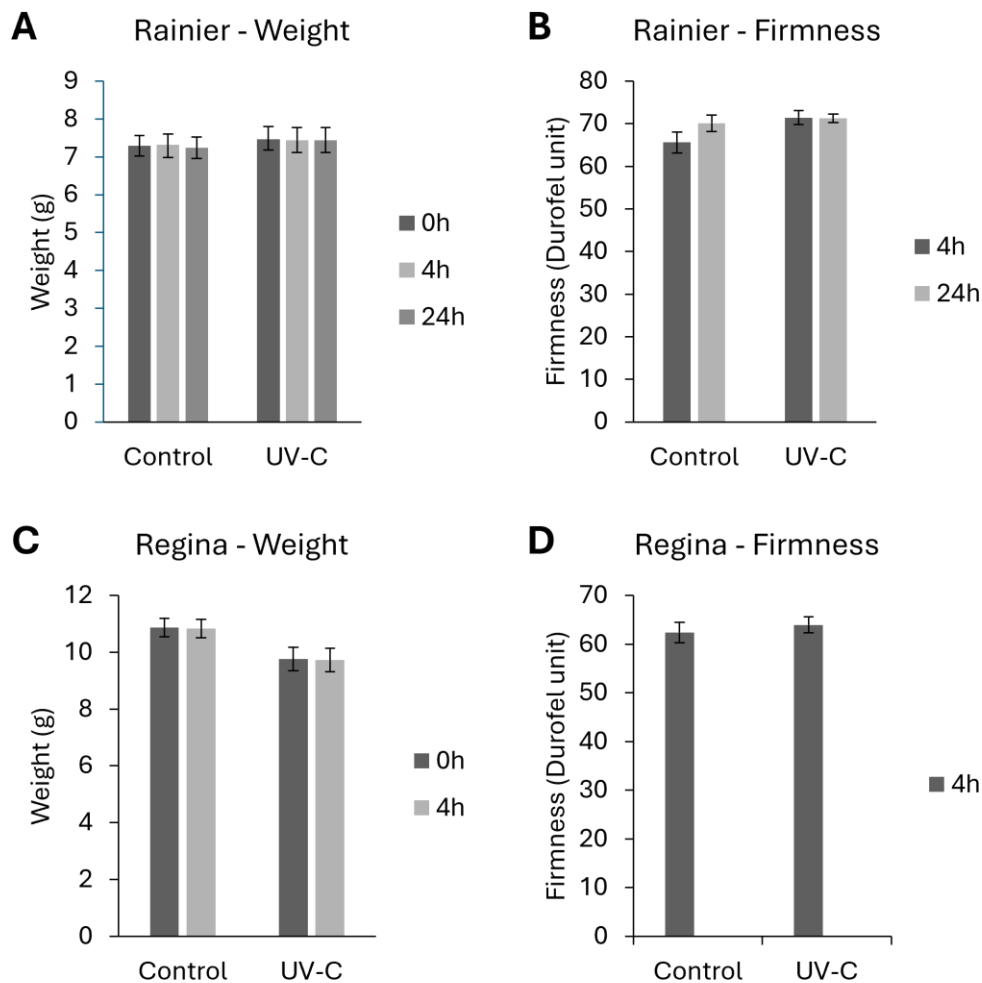 A
Rainier - Weight
9
8
7
6
5
4
3
2
1
0
Weight (g)
Control
UV-C
0h
4h
24h
B
Rainier - Firmness
80
70
60
50
40
30
20
10
0
Firmness (Durofel unit)
Control
UV-C
4h
24h
C
Regina - Weight
12
10
8
6
4
2
0
Weight (g)
Control
UV-C
0h
4h
D
Regina - Firmness
70
60
50
40
30
20
10
0
Firmness (Durofel unit)
Control
UV-C
4h